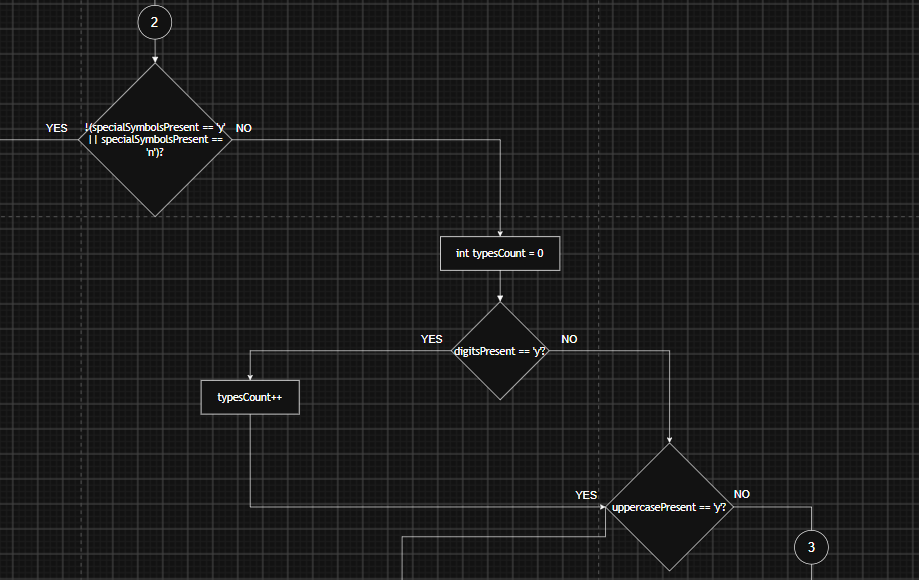 2
YES
!(specialSymbolsPresent == 'y'
|| specialSymbolsPresent ==
'n')?
NO
int typesCount = 0
YES
digitsPresent == 'y'?
NO
typesCount++
YES
uppercasePresent == 'y'?
NO
3